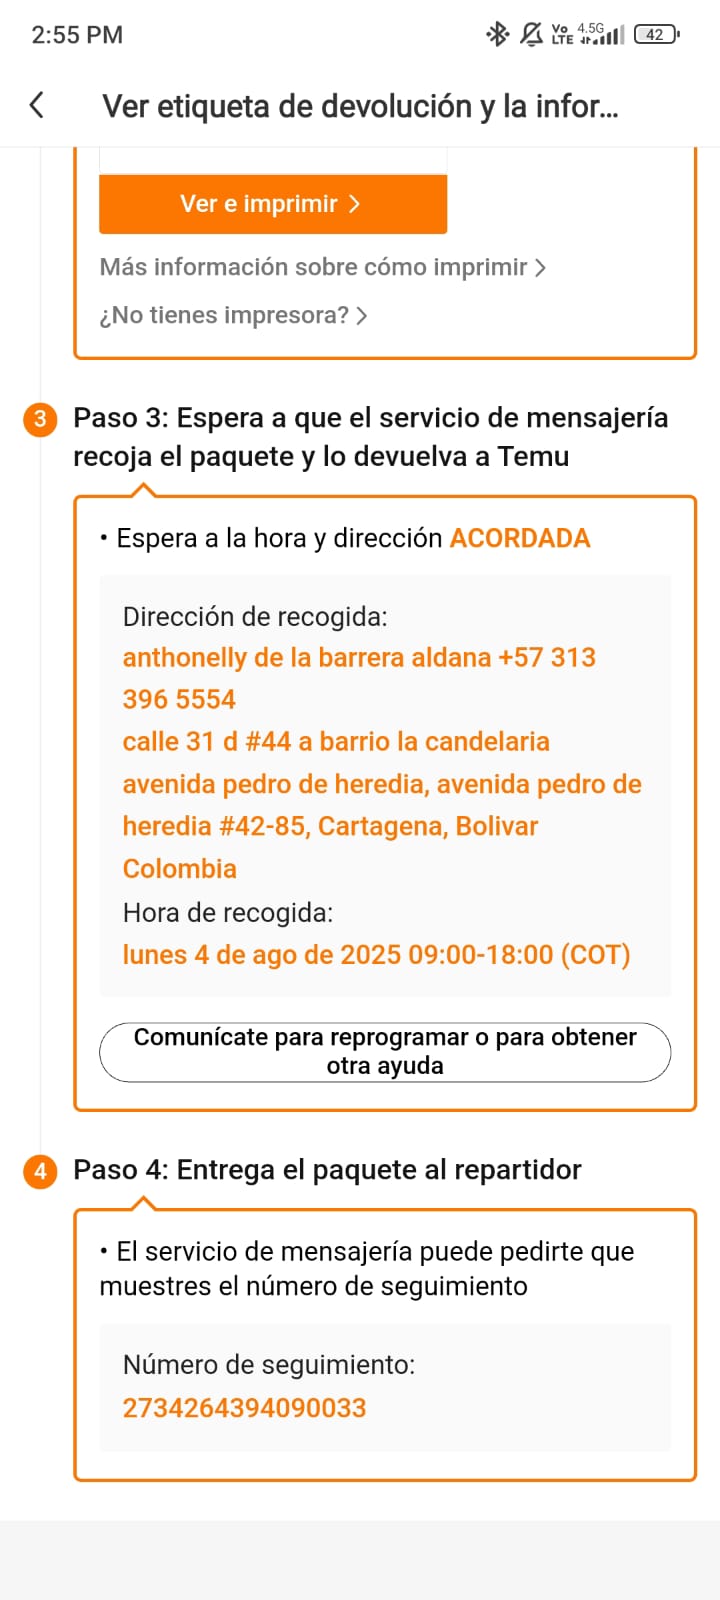 2:55 PM
Vo LTE 4.5G 42
Ver etiqueta de devolución y la infor...
Ver e imprimir >
Más información sobre cómo imprimir >
¿No tienes impresora? >
3 Paso 3: Espera a que el servicio de mensajería
recoja el paquete y lo devuelva a Temu
• Espera a la hora y dirección ACORDADA
Dirección de recogida:
anthonelly de la barrera aldana +57 313
396 5554
calle 31 d #44 a barrio la candelaria
avenida pedro de heredia, avenida pedro de
heredia #42-85, Cartagena, Bolivar
Colombia
Hora de recogida:
lunes 4 de ago de 2025 09:00-18:00 (COT)
Comunícate para reprogramar o para obtener
otra ayuda
4 Paso 4: Entrega el paquete al repartidor
• El servicio de mensajería puede pedirte que
muestres el número de seguimiento
Número de seguimiento:
2734264394090033